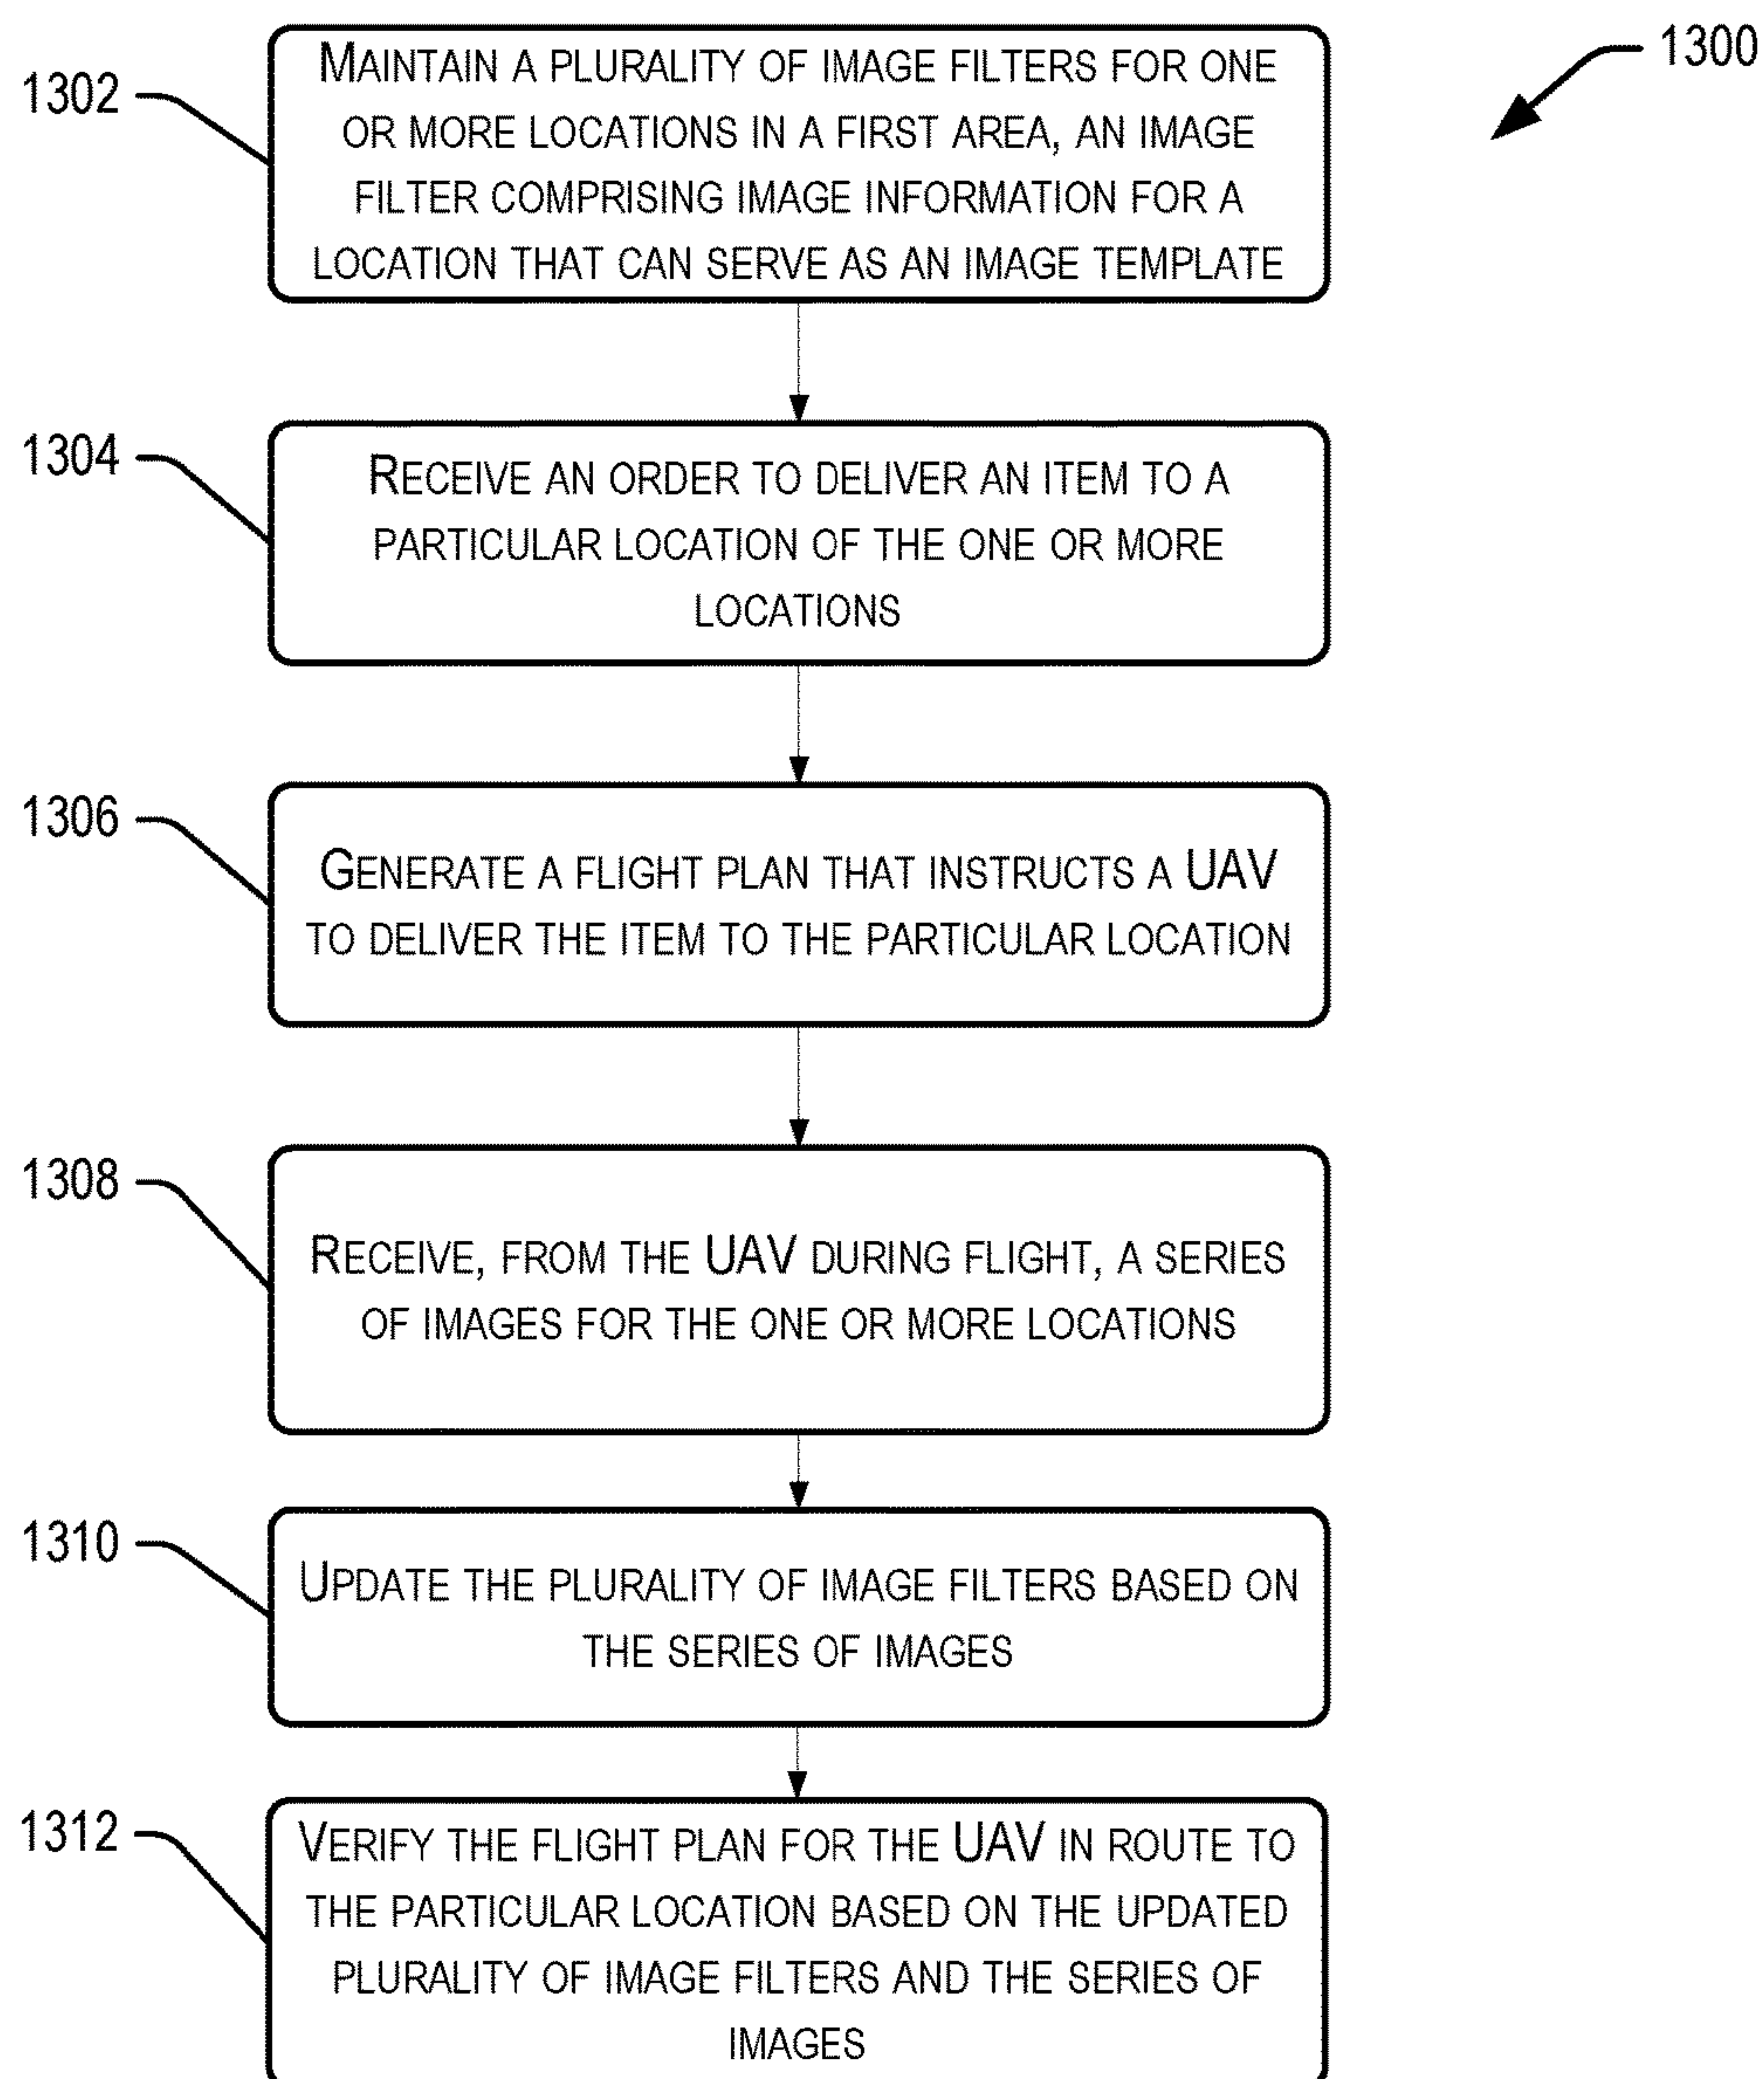 1300
1302
MAINTAIN A PLURALITY OF IMAGE FILTERS FOR ONE
OR MORE LOCATIONS IN A FIRST AREA, AN IMAGE
FILTER COMPRISING IMAGE INFORMATION FOR A
LOCATION THAT CAN SERVE AS AN IMAGE TEMPLATE
1304
RECEIVE AN ORDER TO DELIVER AN ITEM TO A
PARTICULAR LOCATION OF THE ONE OR MORE
LOCATIONS
1306
GENERATE A FLIGHT PLAN THAT INSTRUCTS A UAV
TO DELIVER THE ITEM TO THE PARTICULAR LOCATION
1308
RECEIVE, FROM THE UAV DURING FLIGHT, A SERIES
OF IMAGES FOR THE ONE OR MORE LOCATIONS
1310
UPDATE THE PLURALITY OF IMAGE FILTERS BASED ON
THE SERIES OF IMAGES
1312
VERIFY THE FLIGHT PLAN FOR THE UAV IN ROUTE TO
THE PARTICULAR LOCATION BASED ON THE UPDATED
PLURALITY OF IMAGE FILTERS AND THE SERIES OF
IMAGES